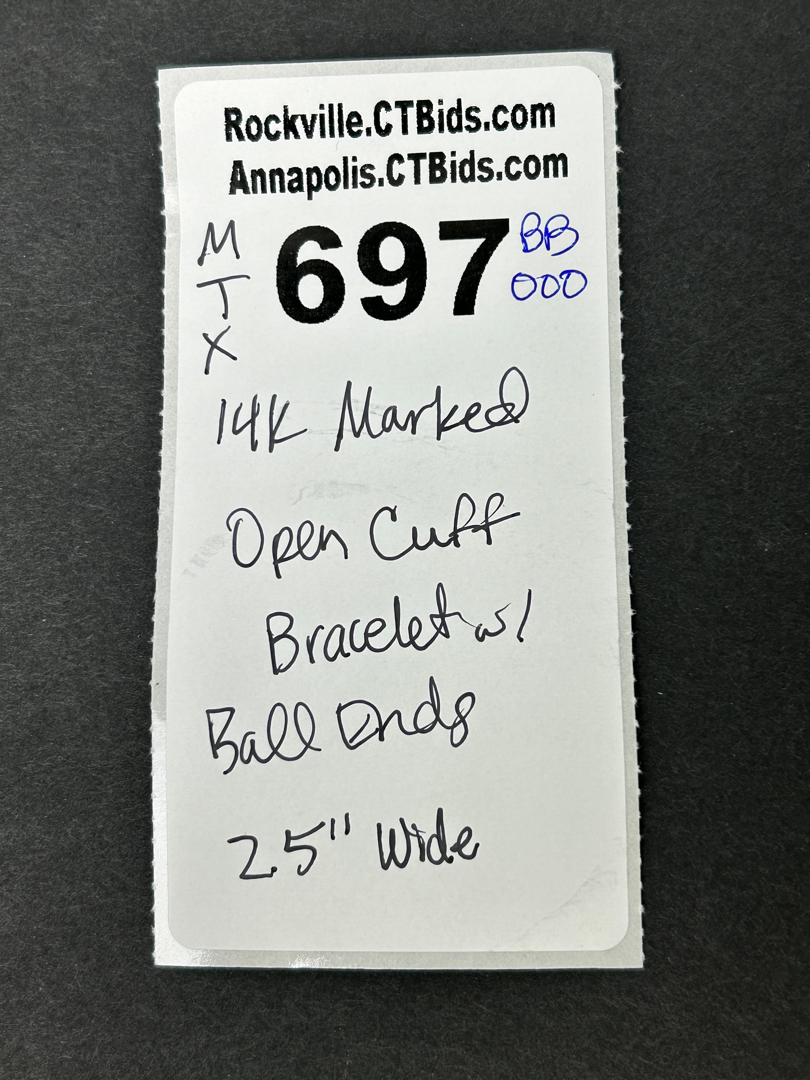 Rockville.CTBids.com
Annapolis.CTBids.com
M
T
X
697
BB
000
14K Marked
Open Cuff
Bracelet w/
Ball Ends
2.5" Wide